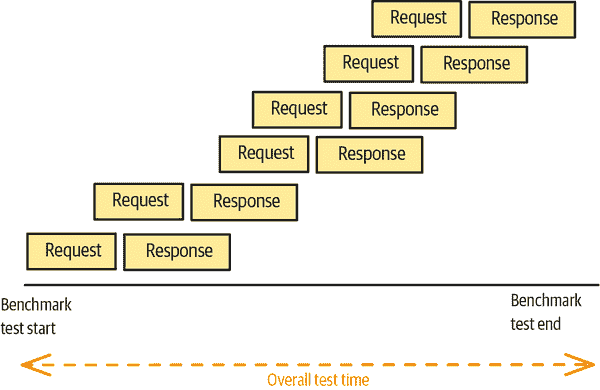 Request Response
Request Response
Request Response
Request Response
Request Response
Request Response
Benchmark
test start
Benchmark
test end
Overall test time